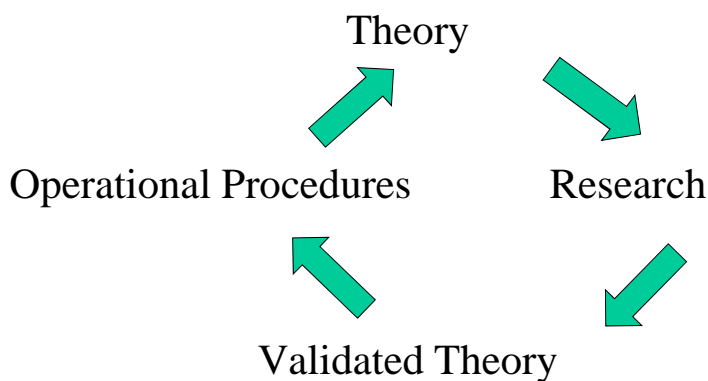 Theory
Operational Procedures
Research
Validated Theory